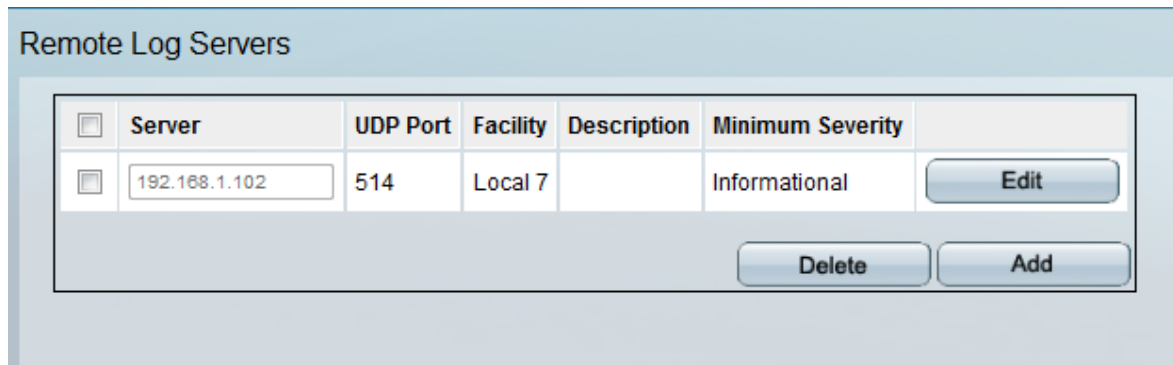 Remote Log Servers
Server UDP Port Facility Description Minimum Severity
192.168.1.102 514 Local 7 Informational Edit
Delete Add